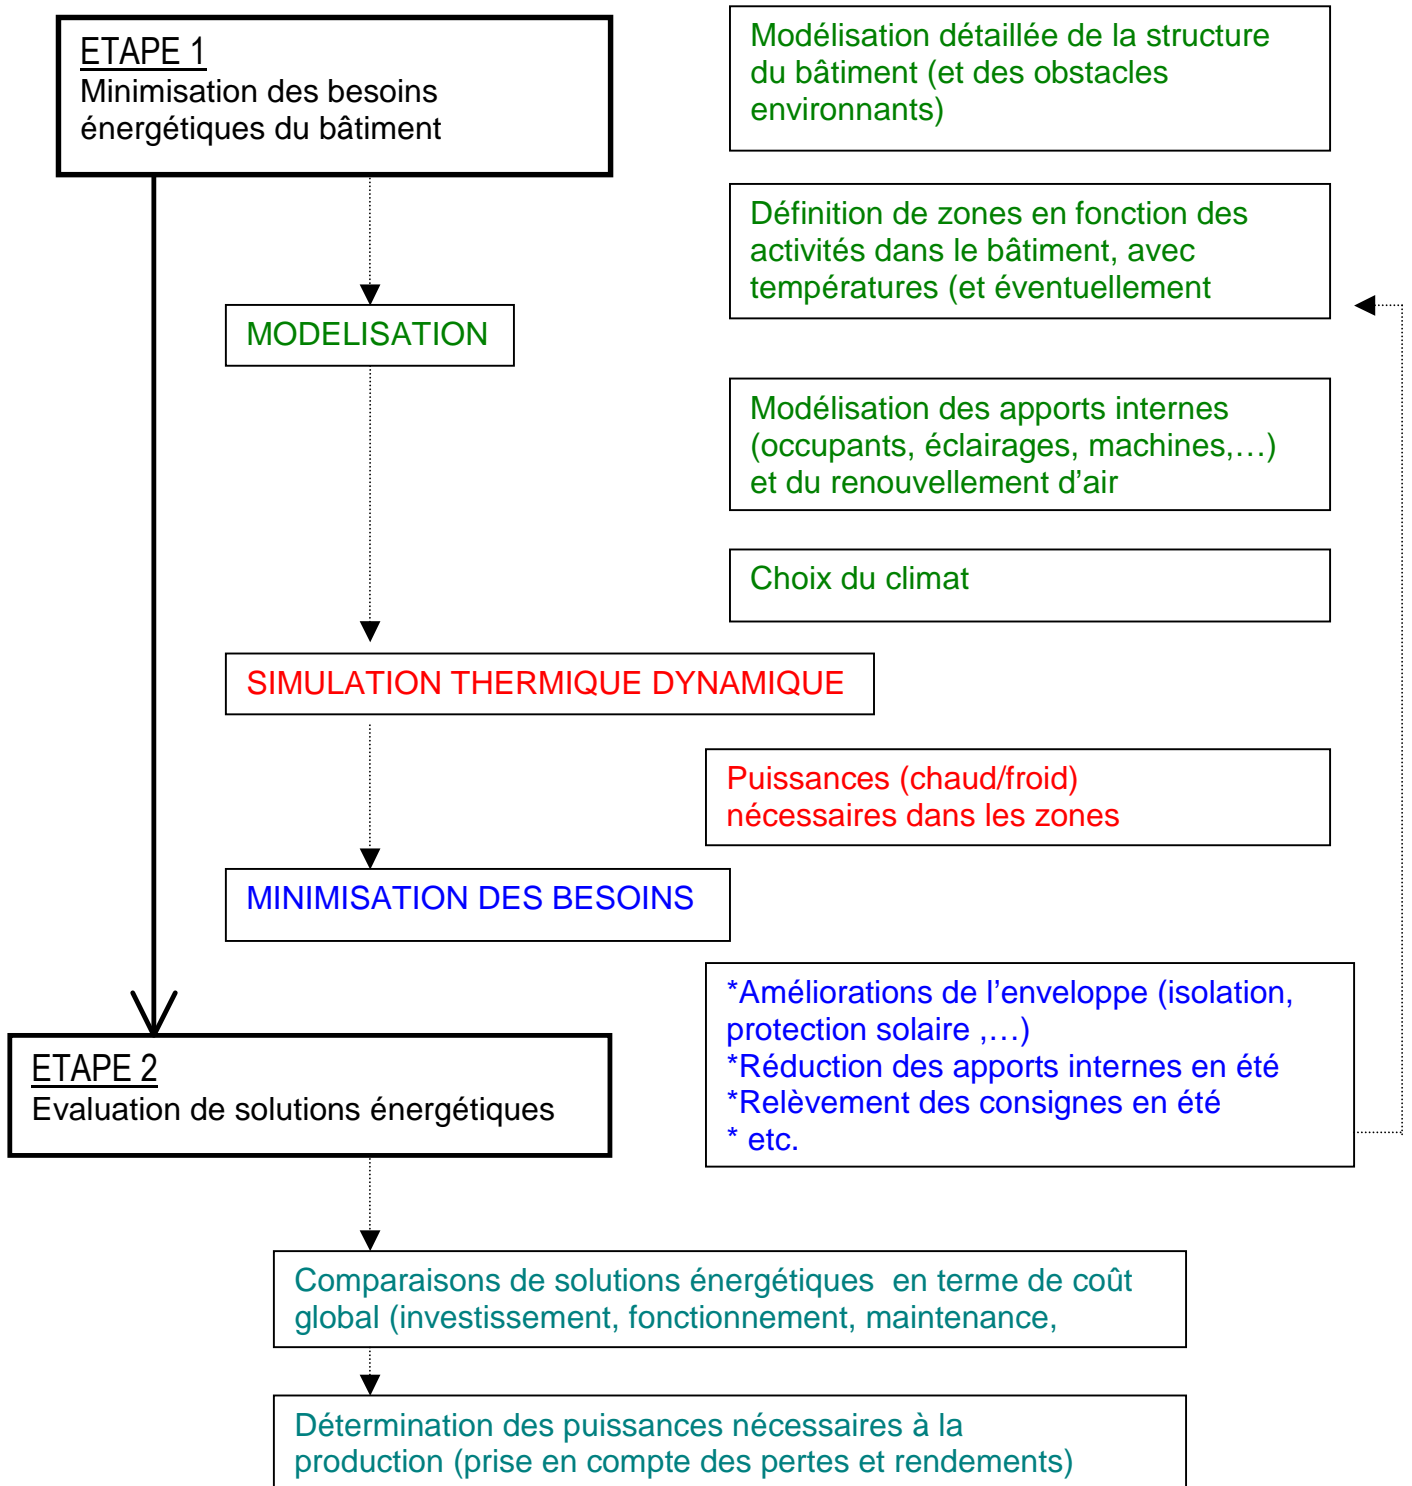 ETAPE 1
Minimisation des besoins
énergétiques du bâtiment
Modélisation détaillée de la structure
du bâtiment (et des obstacles
environnants)
Définition de zones en fonction des
activités dans le bâtiment, avec
températures (et éventuellement
MODELISATION
Modélisation des apports internes
(occupants, éclairages, machines,…)
et du renouvellement d’air
Choix du climat
SIMULATION THERMIQUE DYNAMIQUE
Puissances (chaud/froid)
nécessaires dans les zones
MINIMISATION DES BESOINS
*Améliorations de l’enveloppe (isolation,
protection solaire ,…)
*Réduction des apports internes en été
*Relèvement des consignes en été
* etc.
ETAPE 2
Evaluation de solutions énergétiques
Comparaisons de solutions énergétiques  en terme de coût
global (investissement, fonctionnement, maintenance,
Détermination des puissances nécessaires à la
production (prise en compte des pertes et rendements)